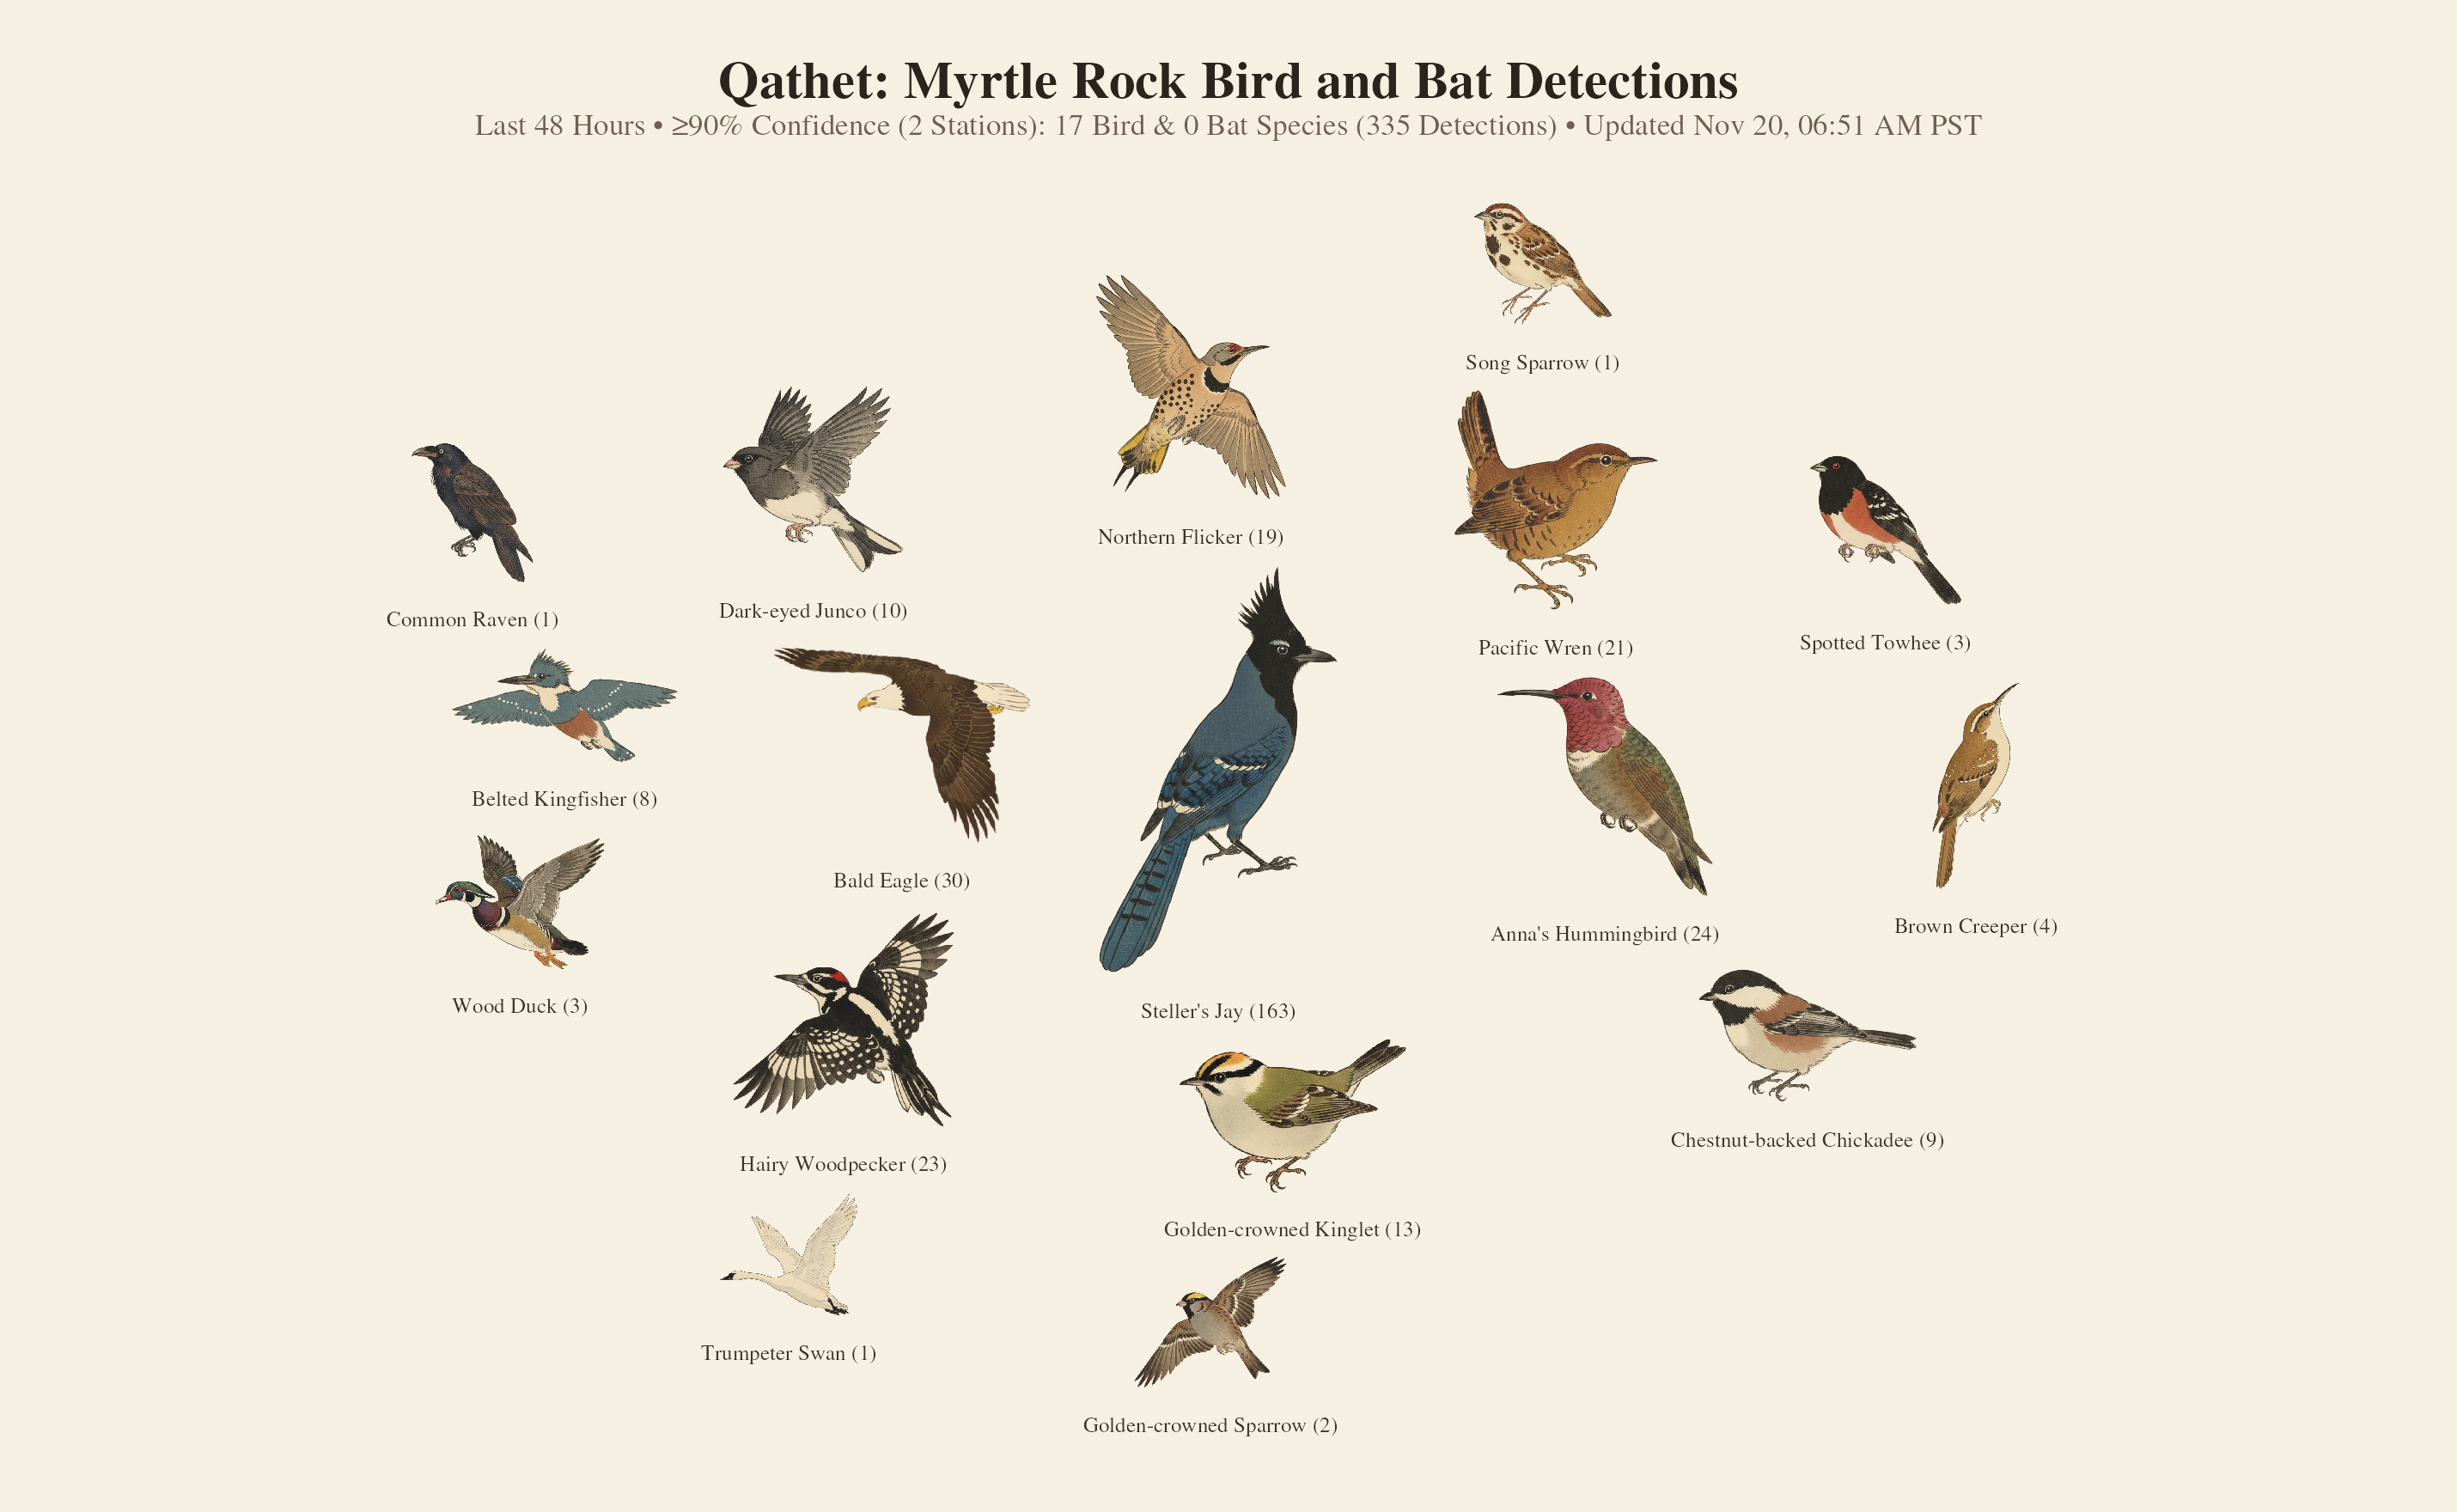 Qathet: Myrtle Rock Bird and Bat Detections
Last 48 Hours • ≥90% Confidence (2 Stations): 17 Bird & 0 Bat Species (335 Detections) • Updated Nov 20, 06:51 AM PST
Song Sparrow (1)
Northern Flicker (19)
Dark-eyed Junco (10)
Common Raven (1)
Pacific Wren (21)
Spotted Towhee (3)
Belted Kingfisher (8)
Bald Eagle (30)
Anna's Hummingbird (24)
Brown Creeper (4)
Wood Duck (3)
Steller's Jay (163)
Chestnut-backed Chickadee (9)
Hairy Woodpecker (23)
Golden-crowned Kinglet (13)
Trumpeter Swan (1)
Golden-crowned Sparrow (2)